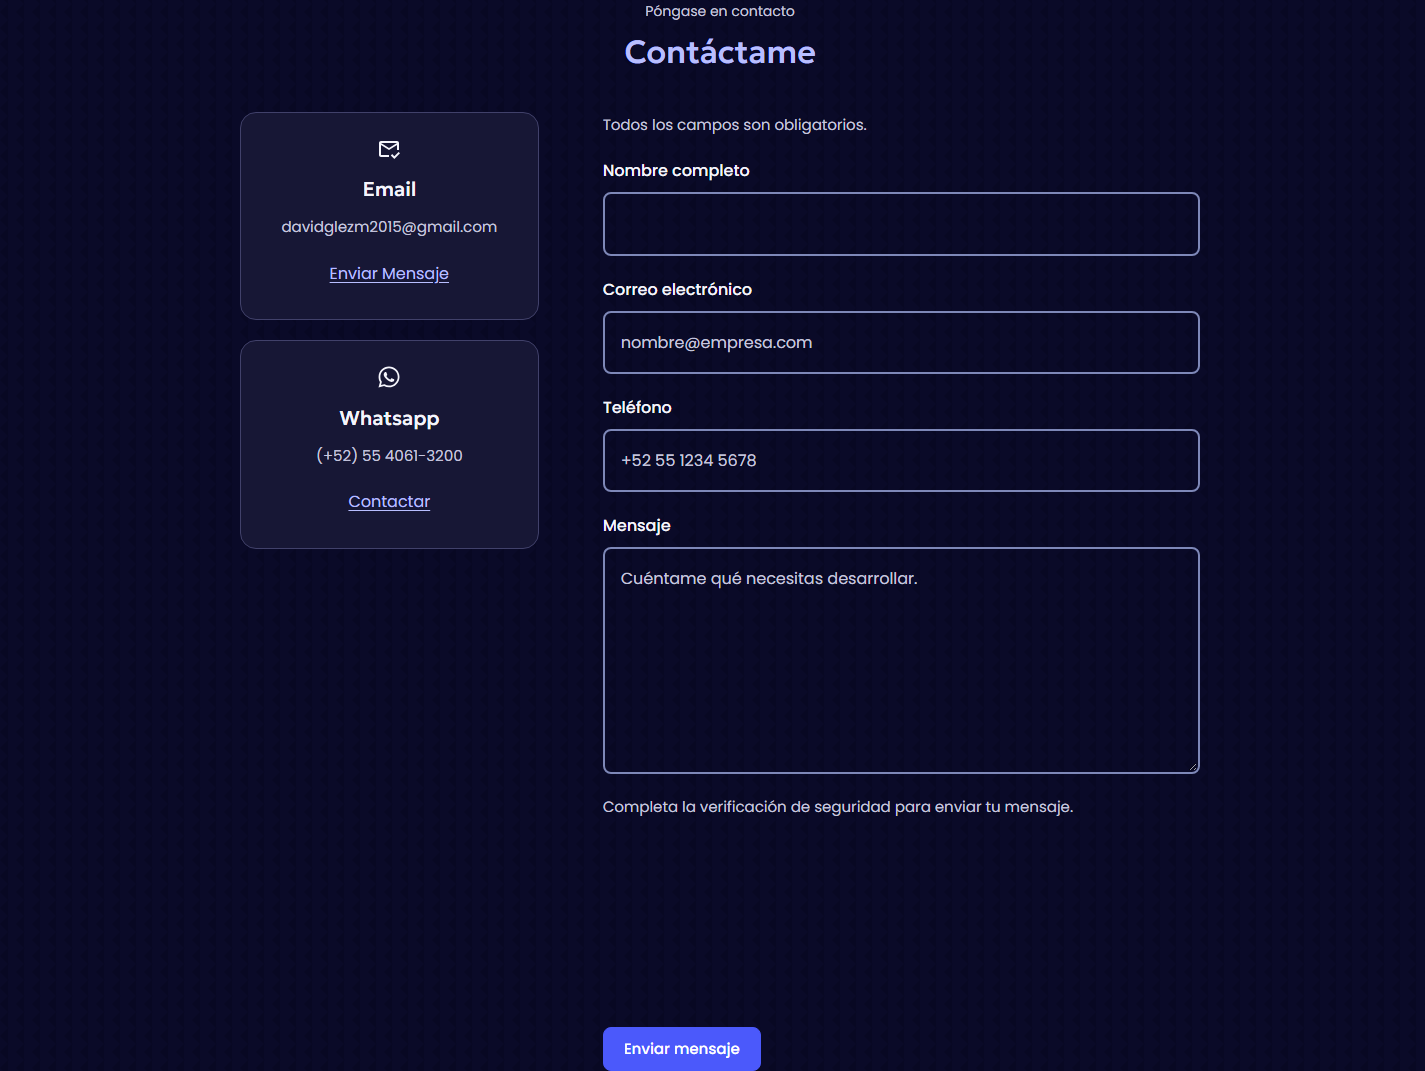 Póngase en contacto
Contáctame
Email
davidglezm2015@gmail.com
Enviar Mensaje
Whatsapp
(+52) 55 4061-3200
Contactar
Todos los campos son obligatorios.
Nombre completo
Correo electrónico
nombre@empresa.com
Teléfono
+52 55 1234 5678
Mensaje
Cuéntame qué necesitas desarrollar.
Completa la verificación de seguridad para enviar tu mensaje.
Enviar mensaje